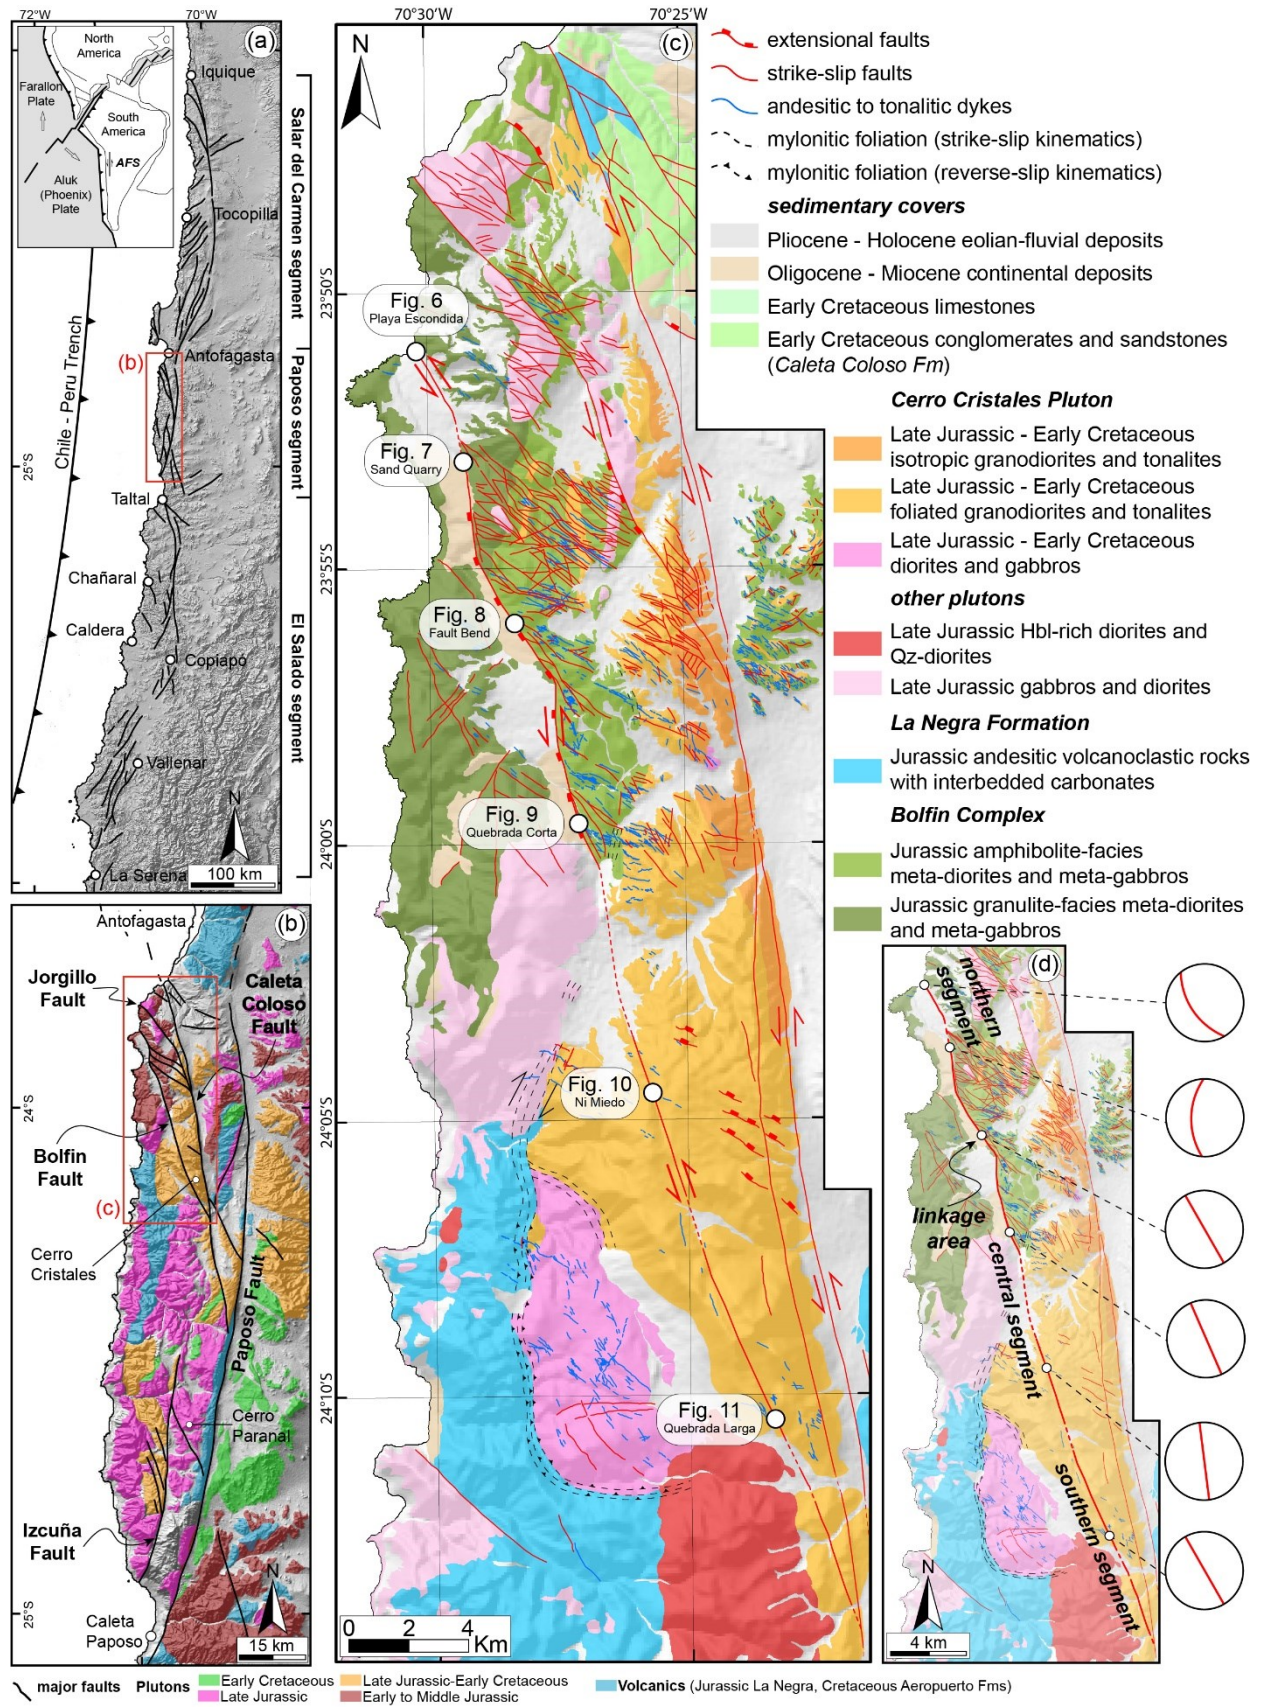 72°W
70°W
(a)
North
America
Farallon
Plate
South
America
AFS
Aluk
(Phoenix)
Plate
Iquique
Tocopilla
Antofagasta
(b)
Chile - Peru Trench
25°S
Taltal
Chañaral
Caldera
Copiapó
Vallenar
La Serena
N
100 km
Salar del Carmen segment
Paposo segment
El Salado segment
(b)
Antofagasta
Jorgillo
Fault
Caleta
Coloso
Fault
24°S
Bolfin
Fault
(c)
Cerro
Cristales
Paposo Fault
Cerro
Paranal
Izcuña
Fault
25°S
Caleta
Paposo
N
15 km
major faults
Plutons
Early Cretaceous
Late Jurassic
Late Jurassic-Early Cretaceous
Early to Middle Jurassic
Volcanics (Jurassic La Negra, Cretaceous Aeropuerto Fms)
70°30'W
70°25'W
(c)
N
23°50'S
23°55'S
24°00'S
24°05'S
24°10'S
Fig. 6
Playa Escondida
Fig. 7
Sand Quarry
Fig. 8
Fault Bend
Fig. 9
Quebrada Corta
Fig. 10
Ni Miedo
Fig. 11
Quebrada Larga
0 2 4
Km
extensional faults
strike-slip faults
andesitic to tonalitic dykes
mylonitic foliation (strike-slip kinematics)
mylonitic foliation (reverse-slip kinematics)
sedimentary covers
Pliocene - Holocene eolian-fluvial deposits
Oligocene - Miocene continental deposits
Early Cretaceous limestones
Early Cretaceous conglomerates and sandstones
(Caleta Coloso Fm)
Cerro Cristales Pluton
Late Jurassic - Early Cretaceous
isotropic granodiorites and tonalites
Late Jurassic - Early Cretaceous
foliated granodiorites and tonalites
Late Jurassic - Early Cretaceous
diorites and gabbros
other plutons
Late Jurassic Hbl-rich diorites and
Qz-diorites
Late Jurassic gabbros and diorites
La Negra Formation
Jurassic andesitic volcanoclastic rocks
with interbedded carbonates
Bolfin Complex
Jurassic amphibolite-facies
meta-diorites and meta-gabbros
Jurassic granulite-facies meta-diorites
and meta-gabbros
(d)
northern
segment
linkage
area
central segment
southern segment
N
4 km